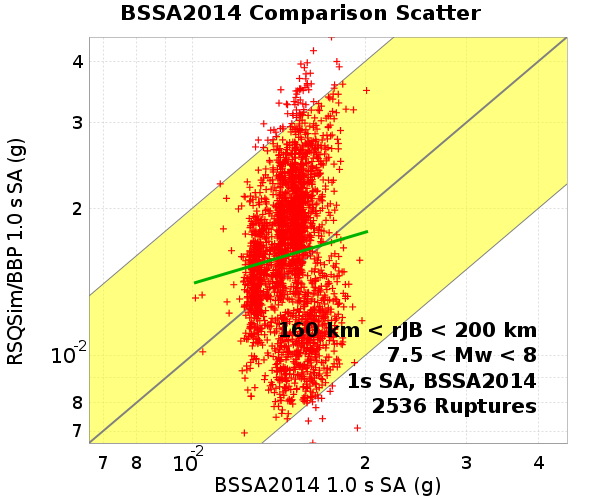 BSSA2014 Comparison Scatter
RSQSim/BBP 1.0 s SA (g)
4
3
2
10-2
8
7
160 km < rJB < 200 km
7.5 < Mw < 8
1s SA, BSSA2014
2536 Ruptures
7 8 10-2 2 3 4
BSSA2014 1.0 s SA (g)